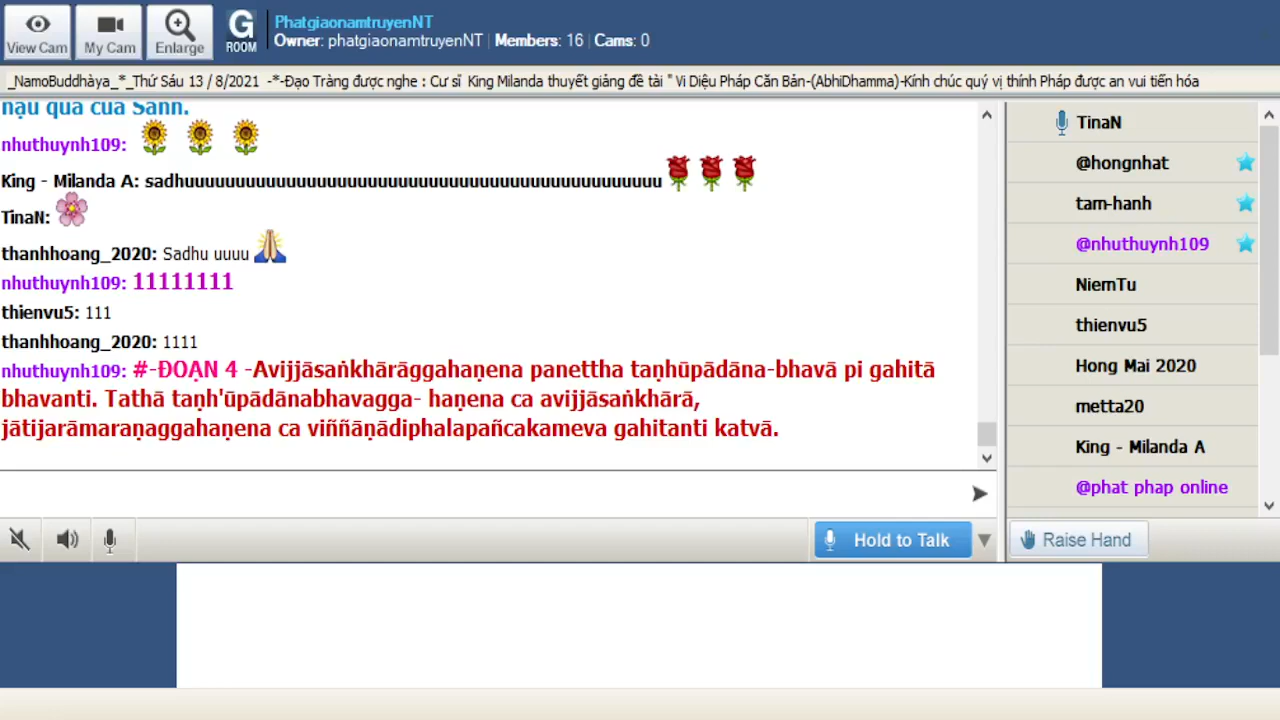 View Cam
My Cam
Enlarge
G
ROOM
PhatgiaonamtruyenNT
Owner: phatgiaonamtruyenNT | Members: 16 | Cams: 0
_NamoBuddhàya_*_Thứ Sáu 13 / 8/2021 -*-Đạo Tràng được nghe : Cư sĩ King Milanda thuyết giảng đề tài " Vi Diệu Pháp Căn Bản-(AbhiDhamma)-Kính chúc quý vị thính Pháp được an vui tiến hóa
nhuthuynh109:
King - Milanda A: sadhuuuuuuuuuuuuuuuuuuuuuuuuuuuuuuuuuuuuuuuuuuuuuuu
TinaN:
thanhhoang_2020: Sadhu uuuu
nhuthuynh109: 11111111
thienvu5: 111
thanhhoang_2020: 1111
nhuthuynh109: #-ĐOẠN 4 -Avijjāsaṅkhārāggahaṇena panettha taṇhūpādāna-bhavā pi gahitā
bhavanti. Tathā taṇh'ūpādānabhavagga- haṇena ca avijjāsaṅkhārā,
jātijarāmaraṇaggahaṇena ca viññāṇādiphalapañcakameva gahitanti katvā.
TinaN
@hongnhat
tam-hanh
@nhuthuynh109
NiemTu
thienvu5
Hong Mai 2020
metta20
King - Milanda A
@phat phap online
Hold to Talk
Raise Hand